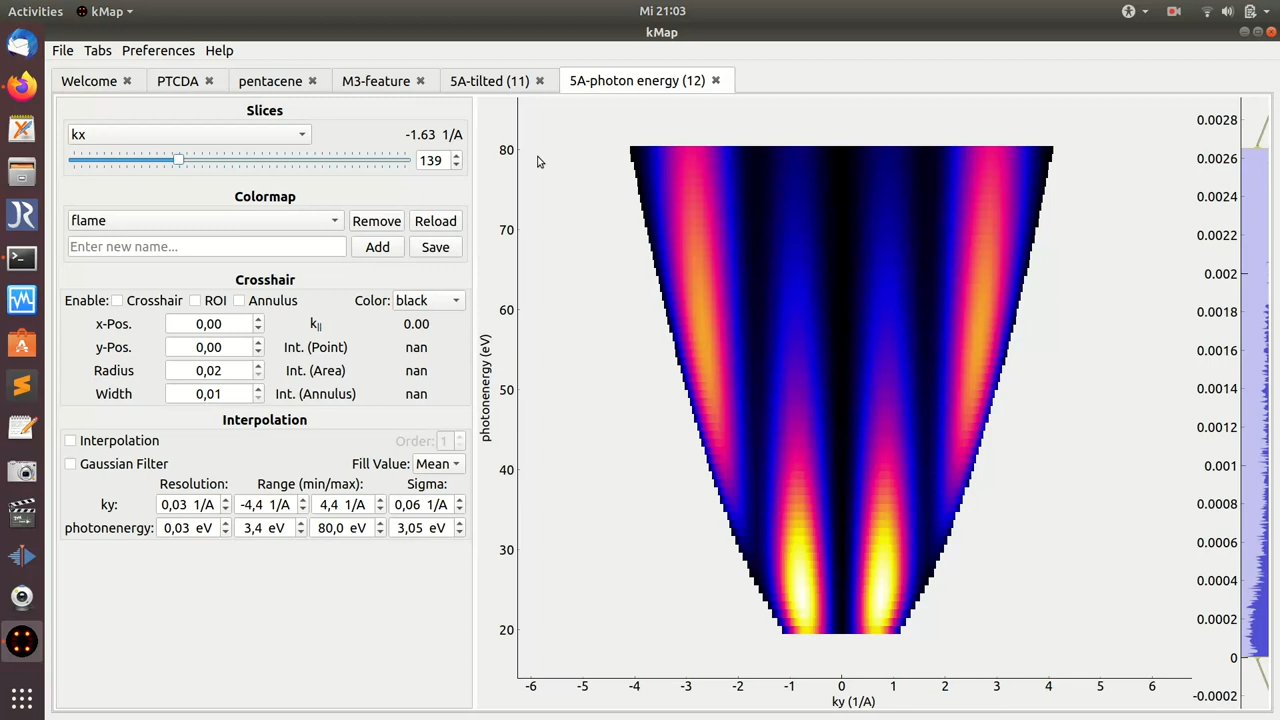 Activities kMap Mi 21:03
kMap
File Tabs Preferences Help
Welcome PTCDA pentacene M3-feature 5A-tilted (11) 5A-photon energy (12)
Slices
kx -1.63 1/A
139
Colormap
flame Remove Reload
Enter new name... Add Save
Crosshair
Enable: Crosshair ROI Annulus Color: black
x-Pos. 0,00 k|| 0.00
y-Pos. 0,00 Int. (Point) nan
Radius 0,02 Int. (Area) nan
Width 0,01 Int. (Annulus) nan
Interpolation
Interpolation Order: 1
Gaussian Filter Fill Value: Mean
Resolution: Range (min/max): Sigma:
ky: 0,03 1/A -4,4 1/A 4,4 1/A 0,06 1/A
photonenergy: 0,03 eV 3,4 eV 80,0 eV 3,05 eV
photonenergy (eV)
80
70
60
50
40
30
20
-6 -5 -4 -3 -2 -1 0 1 2 3 4 5 6
ky (1/A)
0.0028
0.0026
0.0024
0.0022
0.002
0.0018
0.0016
0.0014
0.0012
0.001
0.0008
0.0006
0.0004
0.0002
0
-0.0002